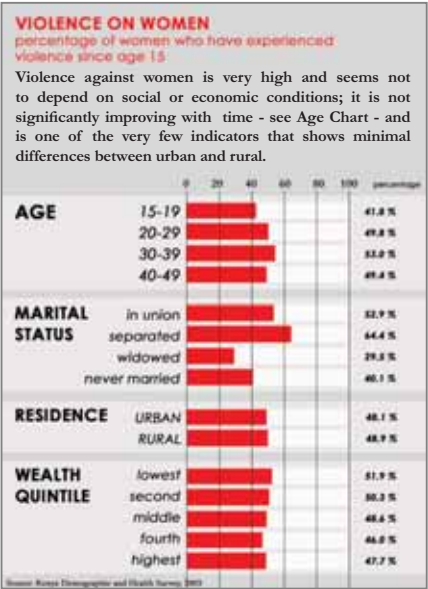 VIOLENCE ON WOMEN
percentage of women who have experienced
violence since age 15
Violence against women is very high and seems not
to depend on social or economic conditions; it is not
significantly improving with time - see Age Chart - and
is one of the very few indicators that shows minimal
differences between urban and rural.
0 20 40 60 80 100 percentage
AGE 15-19 41.8 %
20-29 49.8 %
30-39 53.0 %
40-49 49.4 %
MARITAL in union 52.9 %
STATUS separated 64.4 %
widowed 29.5 %
never married 40.1 %
RESIDENCE URBAN 48.1 %
RURAL 48.9 %
WEALTH lowest 51.9 %
QUINTILE second 50.3 %
middle 48.6 %
fourth 46.0 %
highest 47.7 %
Source: Kenya Demographic and Health Survey, 2003